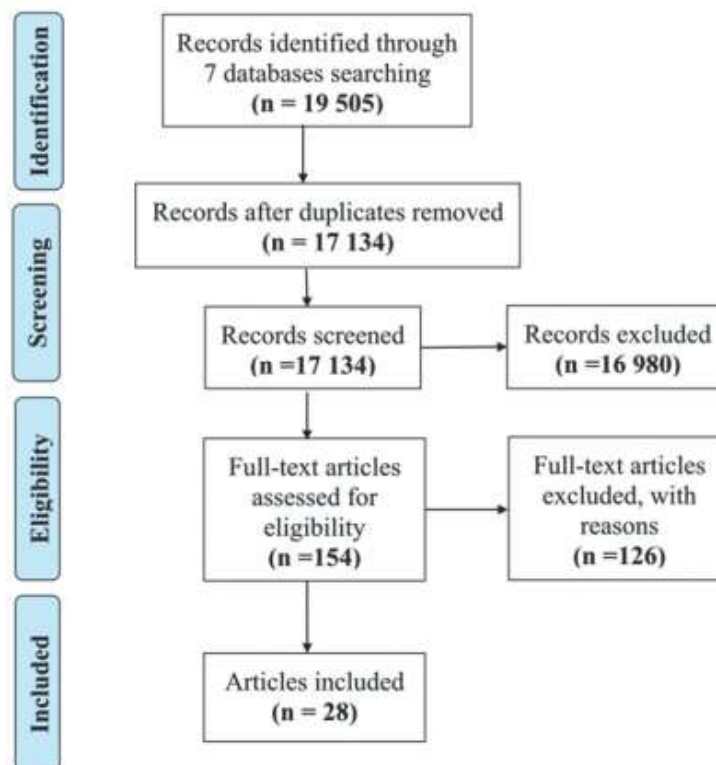 Identification
Records identified through
7 databases searching
(n = 19 505)
Records after duplicates removed
(n = 17 134)
Screening
Records screened
(n =17 134)
Records excluded
(n =16 980)
Eligibility
Full-text articles
assessed for
eligibility
(n =154)
Full-text articles
excluded, with
reasons
(n =126)
Included
Articles included
(n = 28)